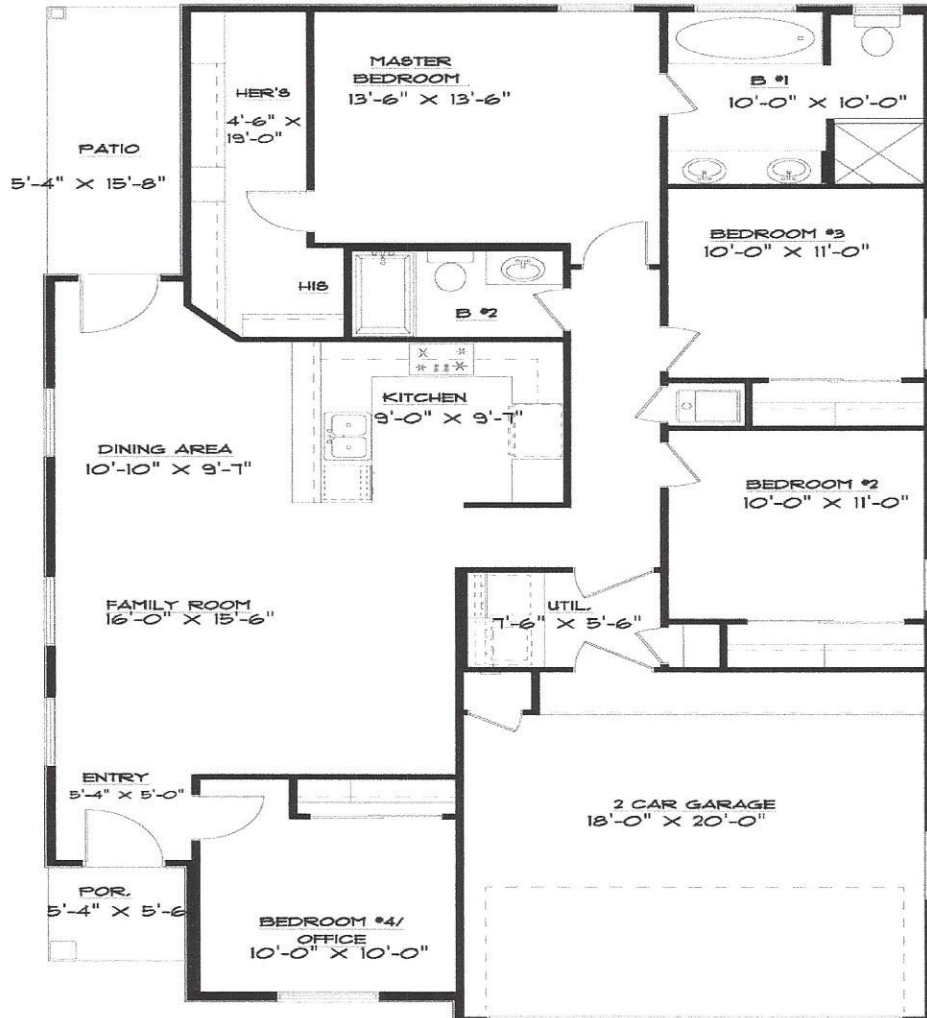 MASTER
BEDROOM
13'-6" X 13'-6"
HER'S
4'-6" X
19'-0"
B #1
10'-0" X 10'-0"
PATIO
5'-4" X 15'-8"
BEDROOM #3
10'-0" X 11'-0"
HIS
B #2
KITCHEN
9'-0" X 9'-7"
DINING AREA
10'-10" X 9'-7"
BEDROOM #2
10'-0" X 11'-0"
FAMILY ROOM
16'-0" X 15'-6"
UTIL.
7'-6" X 5'-6"
ENTRY
5'-4" X 5'-0"
2 CAR GARAGE
18'-0" X 20'-0"
POR.
5'-4" X 5'-6
BEDROOM #4/
OFFICE
10'-0" X 10'-0"